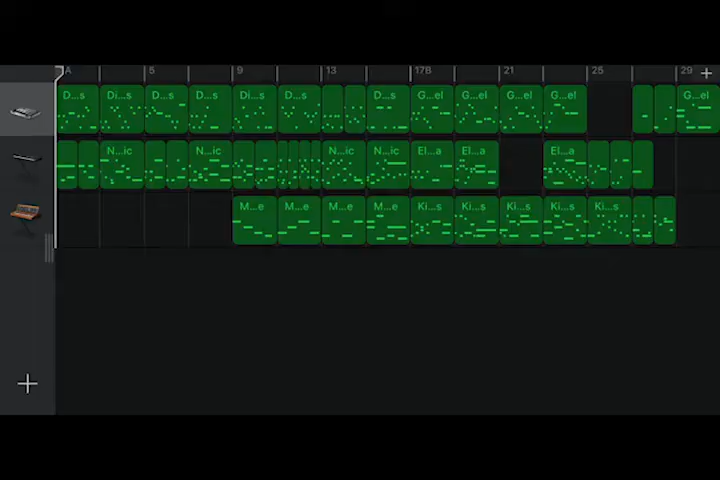 A 5 9 13 17B 21 25 29 +
D...s Di...s D...s D...s Di...s D...s D...s G...el G...el G...el G...el G...el
N...ic N...ic N...ic N...ic El...a El...a El...a
M...e M...e M...e M...e Ki...s Ki...s Ki...s Ki...s Ki...s
+